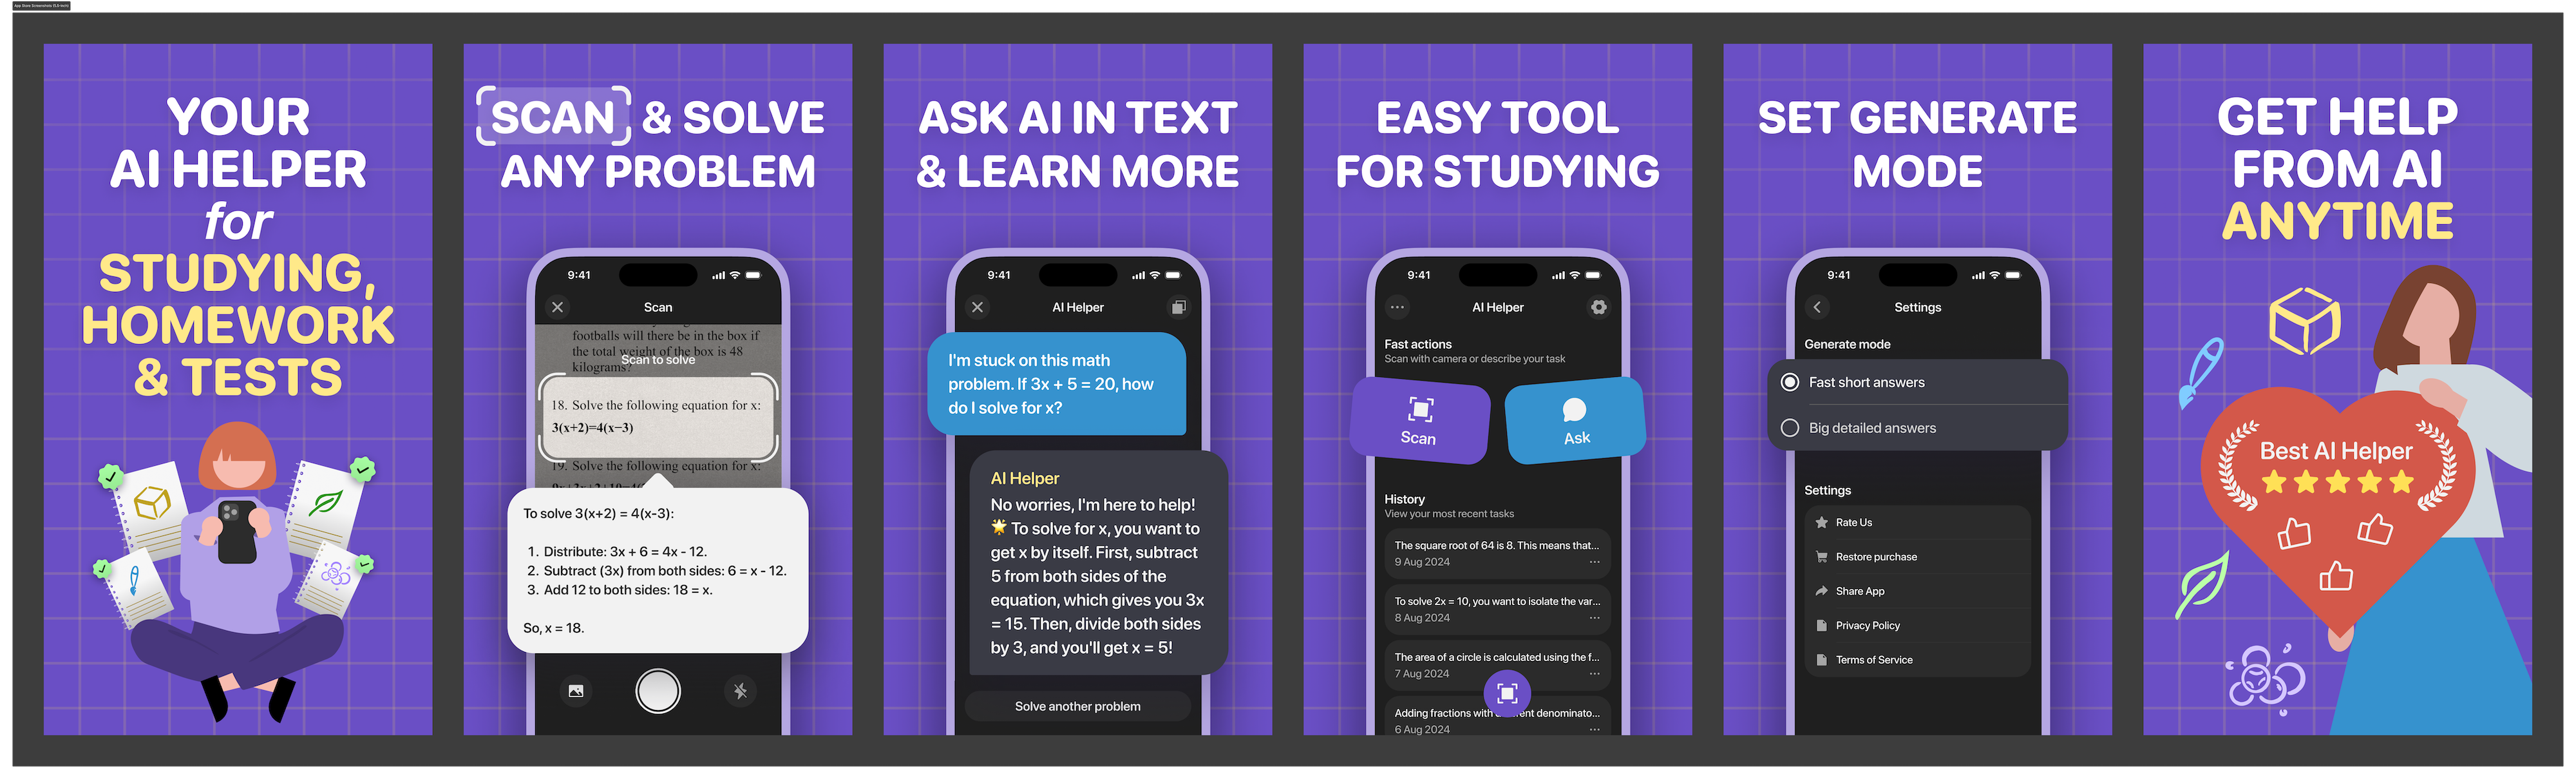 App Store Screenshots (5.5-inch)
YOUR
AI HELPER
for
STUDYING,
HOMEWORK
& TESTS
SCAN & SOLVE
ANY PROBLEM
9:41
Scan
footballs will there be in the box if
the total weight of the box is 48
kilograms?
Scan to solve
18. Solve the following equation for x:
3(x+2)=4(x−3)
19. Solve the following equation for x:
To solve 3(x+2) = 4(x-3):
1. Distribute: 3x + 6 = 4x - 12.
2. Subtract (3x) from both sides: 6 = x - 12.
3. Add 12 to both sides: 18 = x.
So, x = 18.
ASK AI IN TEXT
& LEARN MORE
9:41
AI Helper
I'm stuck on this math
problem. If 3x + 5 = 20, how
do I solve for x?
AI Helper
No worries, I'm here to help!
🌟 To solve for x, you want to
get x by itself. First, subtract
5 from both sides of the
equation, which gives you 3x
= 15. Then, divide both sides
by 3, and you'll get x = 5!
Solve another problem
EASY TOOL
FOR STUDYING
9:41
AI Helper
Fast actions
Scan with camera or describe your task
Scan
Ask
History
View your most recent tasks
The square root of 64 is 8. This means that...
9 Aug 2024
To solve 2x = 10, you want to isolate the var...
8 Aug 2024
The area of a circle is calculated using the f...
7 Aug 2024
Adding fractions with denominato...
6 Aug 2024
SET GENERATE
MODE
9:41
Settings
Generate mode
Fast short answers
Big detailed answers
Settings
Rate Us
Restore purchase
Share App
Privacy Policy
Terms of Service
GET HELP
FROM AI
ANYTIME
Best AI Helper